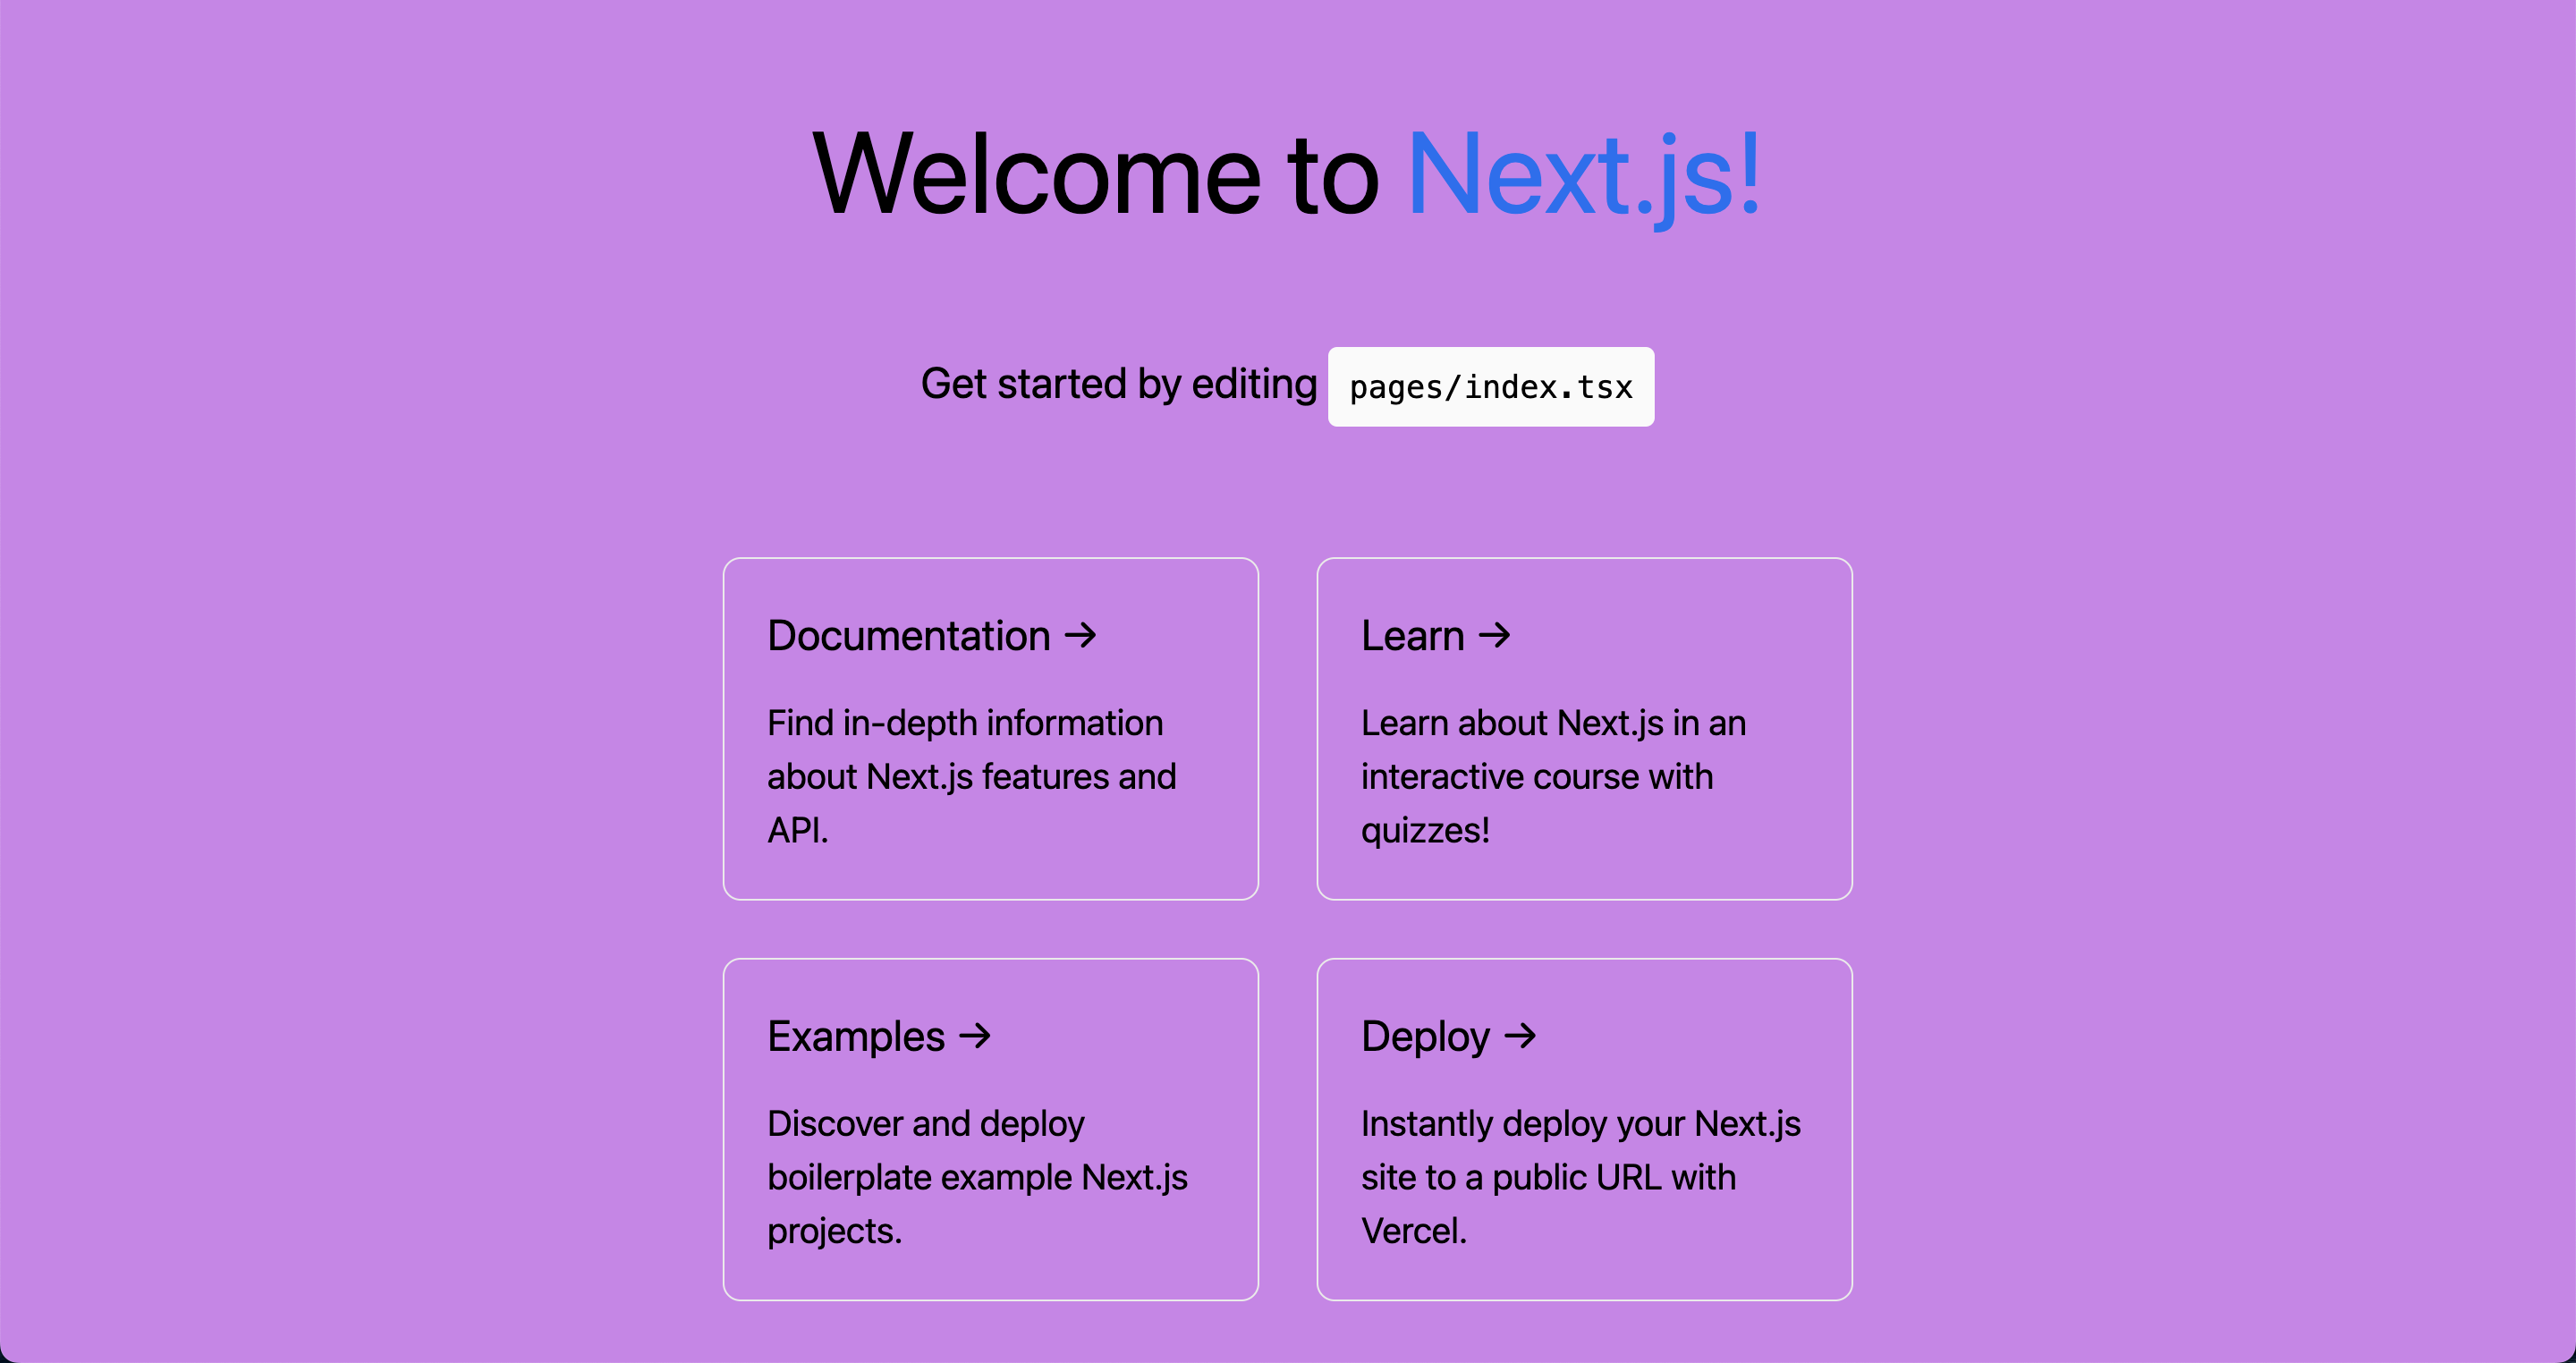 Welcome to Next.js!
Get started by editing pages/index.tsx
Documentation →
Find in-depth information
about Next.js features and
API.
Learn →
Learn about Next.js in an
interactive course with
quizzes!
Examples →
Discover and deploy
boilerplate example Next.js
projects.
Deploy →
Instantly deploy your Next.js
site to a public URL with
Vercel.